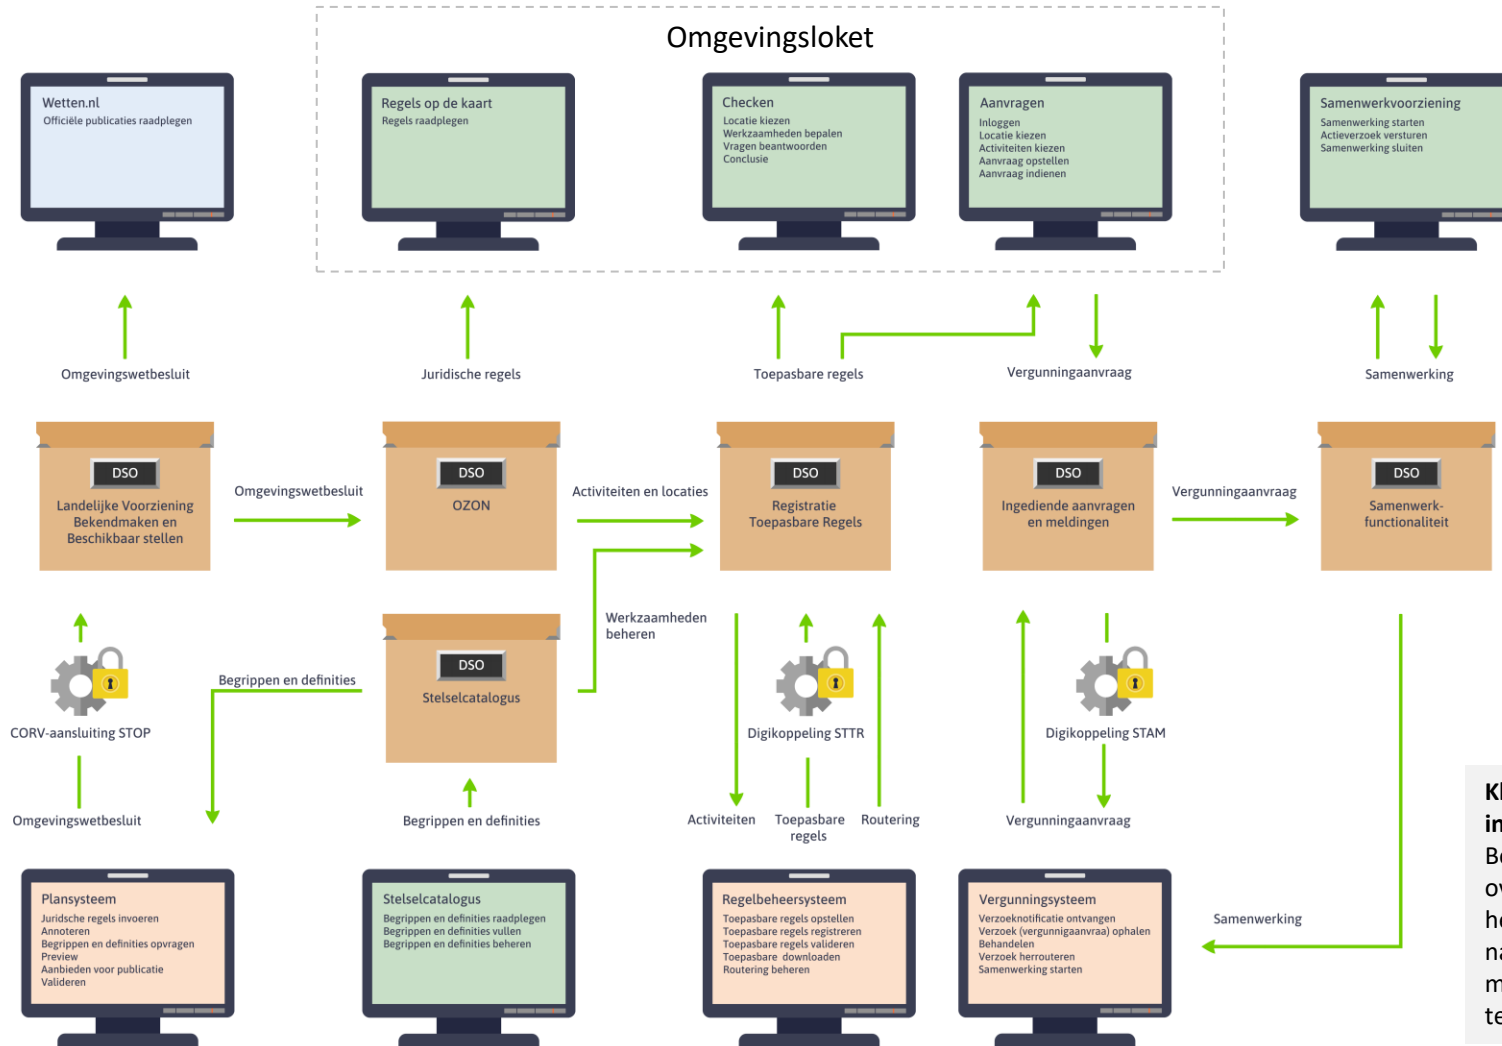 Omgevingsloket
Wetten.nl
Officiële publicaties raadplegen
Regels op de kaart
Regels raadplegen
Checken
Locatie kiezen
Werkzaamheden bepalen
Vragen beantwoorden
Conclusie
Aanvragen
Inloggen
Locatie kiezen
Activiteiten kiezen
Aanvraag opstellen
Aanvraag indienen
Samenwerkvoorziening
Samenwerking starten
Actieverzoek versturen
Samenwerking sluiten
Omgevingswetbesluit
Juridische regels
Toepasbare regels
Vergunningaanvraag
Samenwerking
DSO
Landelijke Voorziening
Bekendmaken en
Beschikbaar stellen
Omgevingswetbesluit
DSO
OZON
Activiteiten en locaties
DSO
Registratie
Toepasbare Regels
DSO
Ingediende aanvragen
en meldingen
Vergunningaanvraag
DSO
Samenwerk-
functionaliteit
Werkzaamheden
beheren
DSO
Stelselcatalogus
Begrippen en definities
CORV-aansluiting STOP
Digikoppeling STTR
Digikoppeling STAM
Omgevingswetbesluit
Begrippen en definities
Activiteiten
Toepasbare
regels
Routering
Vergunningaanvraag
Samenwerking
Plansysteem
Juridsche regels invoeren
Annoteren
Begrippen en definities opvragen
Preview
Aanbieden voor publicatie
Valideren
Stelselcatalogus
Begrippen en definities raadplegen
Begrippen en definities vullen
Begrippen en definities beheren
Regelbeheersysteem
Toepasbare regels opstellen
Toepasbare regels registreren
Toepasbare regels valideren
Toepasbare downloaden
Routering beheren
Vergunningsysteem
Verzoeknotificatie ontvangen
Verzoek (vergunnigaanvraa) ophalen
Behandelen
Verzoek herrouteren
Samenwerking starten